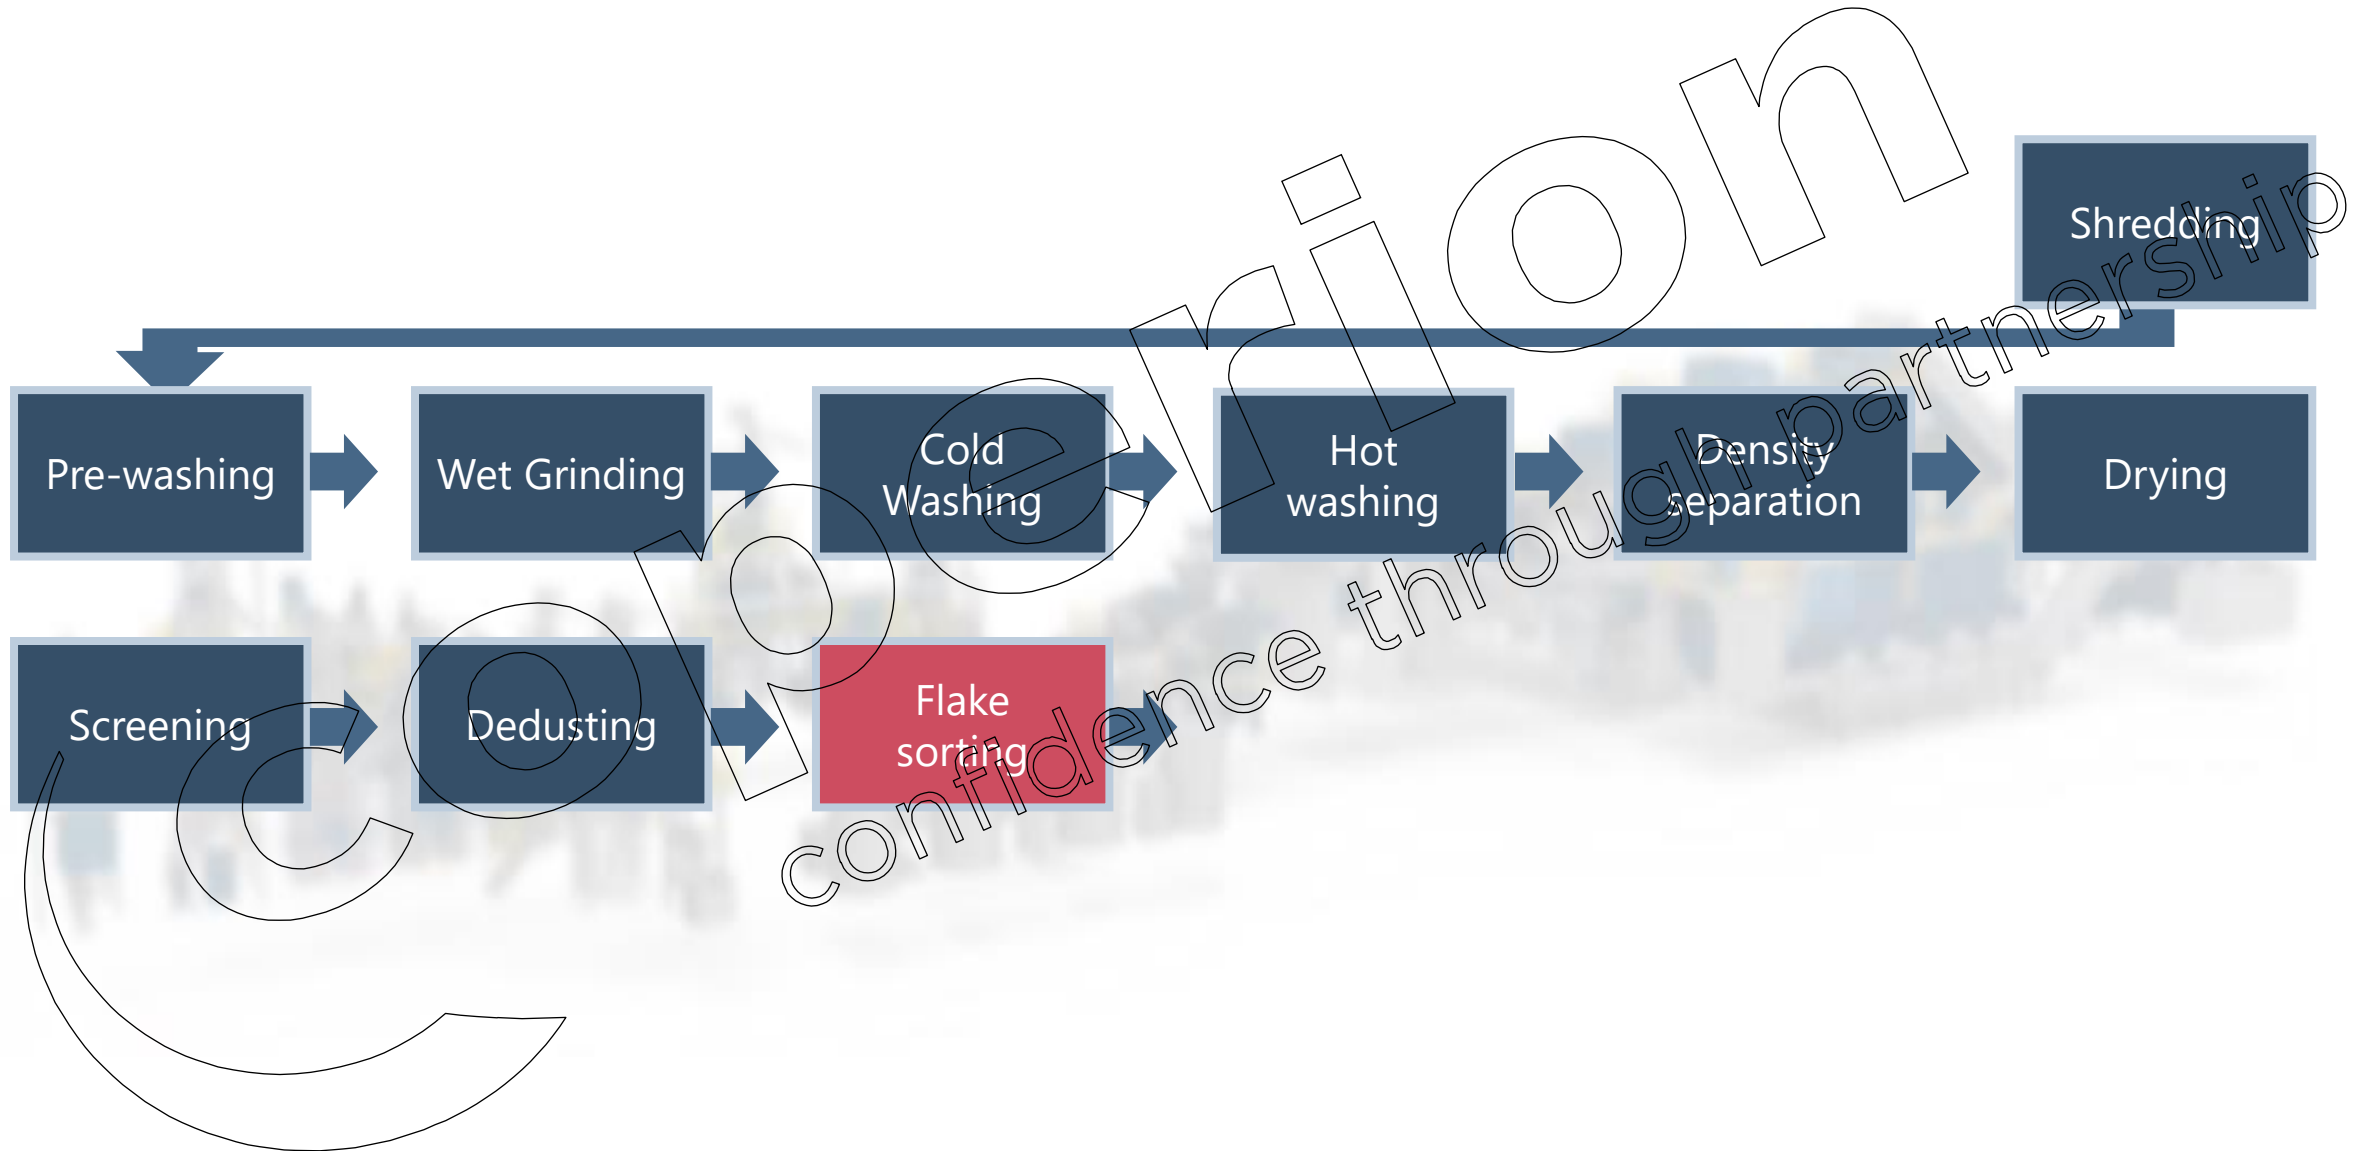 Shredding
Pre-washing
Wet Grinding
Cold
Washing
Hot
washing
Density
separation
Drying
Screening
Dedusting
Flake
sorting
coperion
confidence through partnership